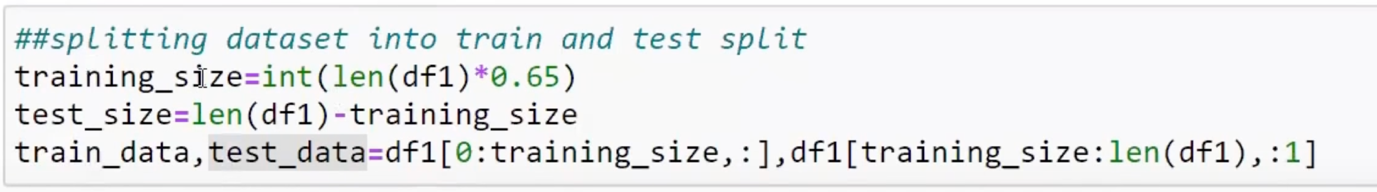 ##splitting dataset into train and test split
training_size=int(len(df1)*0.65)
test_size=len(df1)-training_size
train_data,test_data=df1[0:training_size,:],df1[training_size:len(df1),:1]